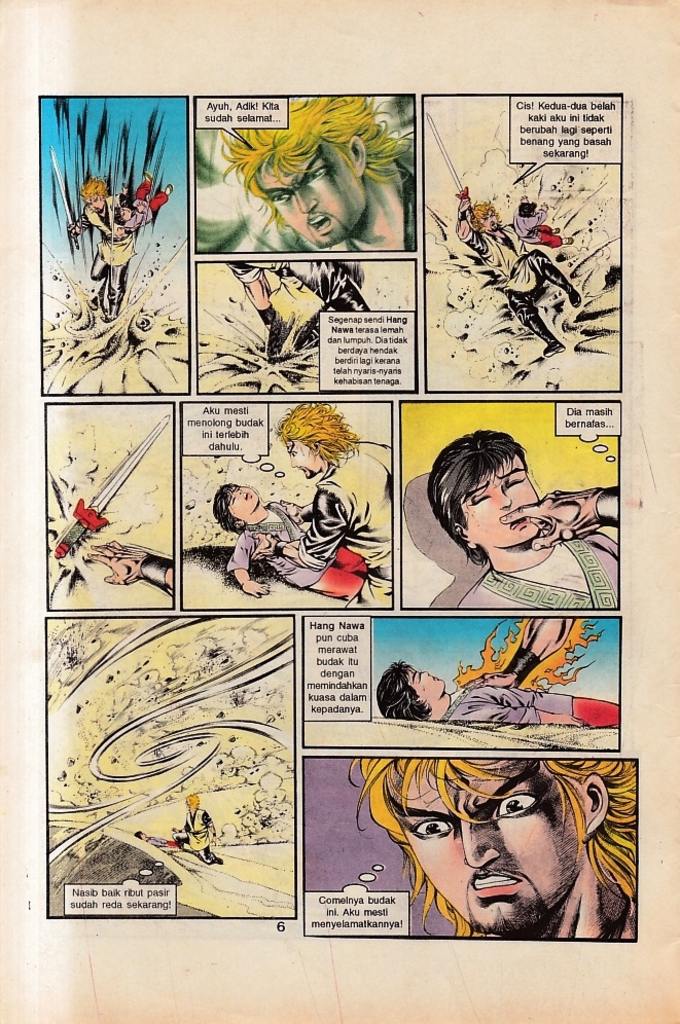 Ayuh, Adik! Kita
sudah selamat...
Cis! Kedua-dua belah
kaki aku ini tidak
berubah lagi seperti
benang yang basah
sekarang!
Segenap sendi Hang
Nawa terasa lemah
dan lumpuh. Dia tidak
berdaya hendak
berdiri lagi kerana
telah nyaris-nyaris
kehabisan tenaga.
Aku mesti
menolong budak
ini terlebih
dahulu.
Dia masih
bernafas...
Nasib baik ribut pasir
sudah reda sekarang!
Hang Nawa
pun cuba
merawat
budak itu
dengan
memindahkan
kuasa dalam
kepadanya.
Comelnya budak
ini. Aku mesti
menyelamatkannya!
6